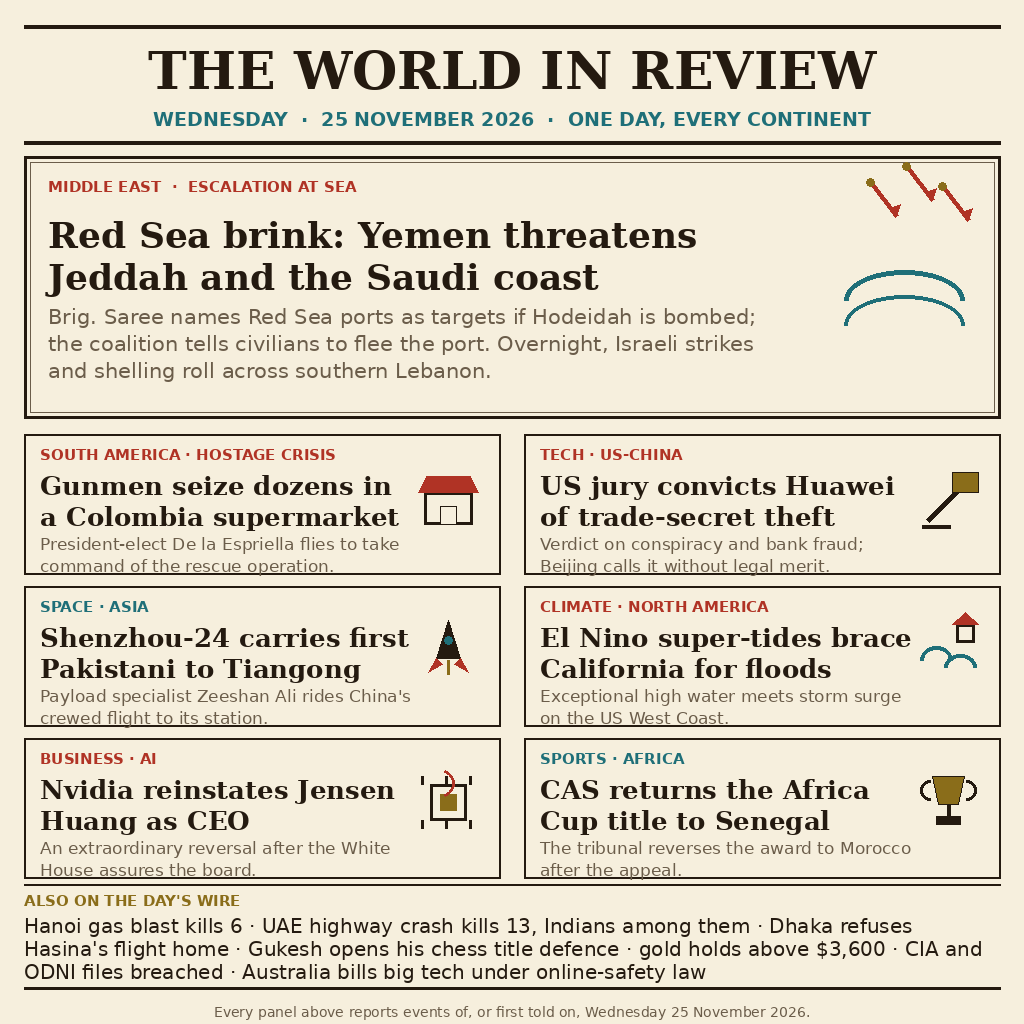 THE WORLD IN REVIEW
WEDNESDAY · 25 NOVEMBER 2026 · ONE DAY, EVERY CONTINENT
MIDDLE EAST · ESCALATION AT SEA
Red Sea brink: Yemen threatens
Jeddah and the Saudi coast
Brig. Saree names Red Sea ports as targets if Hodeidah is bombed;
the coalition tells civilians to flee the port. Overnight, Israeli strikes
and shelling roll across southern Lebanon.
SOUTH AMERICA · HOSTAGE CRISIS
Gunmen seize dozens in
a Colombia supermarket
President-elect De la Espriella flies to take
command of the rescue operation.
TECH · US-CHINA
US jury convicts Huawei
of trade-secret theft
Verdict on conspiracy and bank fraud;
Beijing calls it without legal merit.
SPACE · ASIA
Shenzhou-24 carries first
Pakistani to Tiangong
Payload specialist Zeeshan Ali rides China's
crewed flight to its station.
CLIMATE · NORTH AMERICA
El Nino super-tides brace
California for floods
Exceptional high water meets storm surge
on the US West Coast.
BUSINESS · AI
Nvidia reinstates Jensen
Huang as CEO
An extraordinary reversal after the White
House assures the board.
SPORTS · AFRICA
CAS returns the Africa
Cup title to Senegal
The tribunal reverses the award to Morocco
after the appeal.
ALSO ON THE DAY'S WIRE
Hanoi gas blast kills 6 · UAE highway crash kills 13, Indians among them · Dhaka refuses
Hasina's flight home · Gukesh opens his chess title defence · gold holds above $3,600 · CIA and
ODNI files breached · Australia bills big tech under online-safety law
Every panel above reports events of, or first told on, Wednesday 25 November 2026.